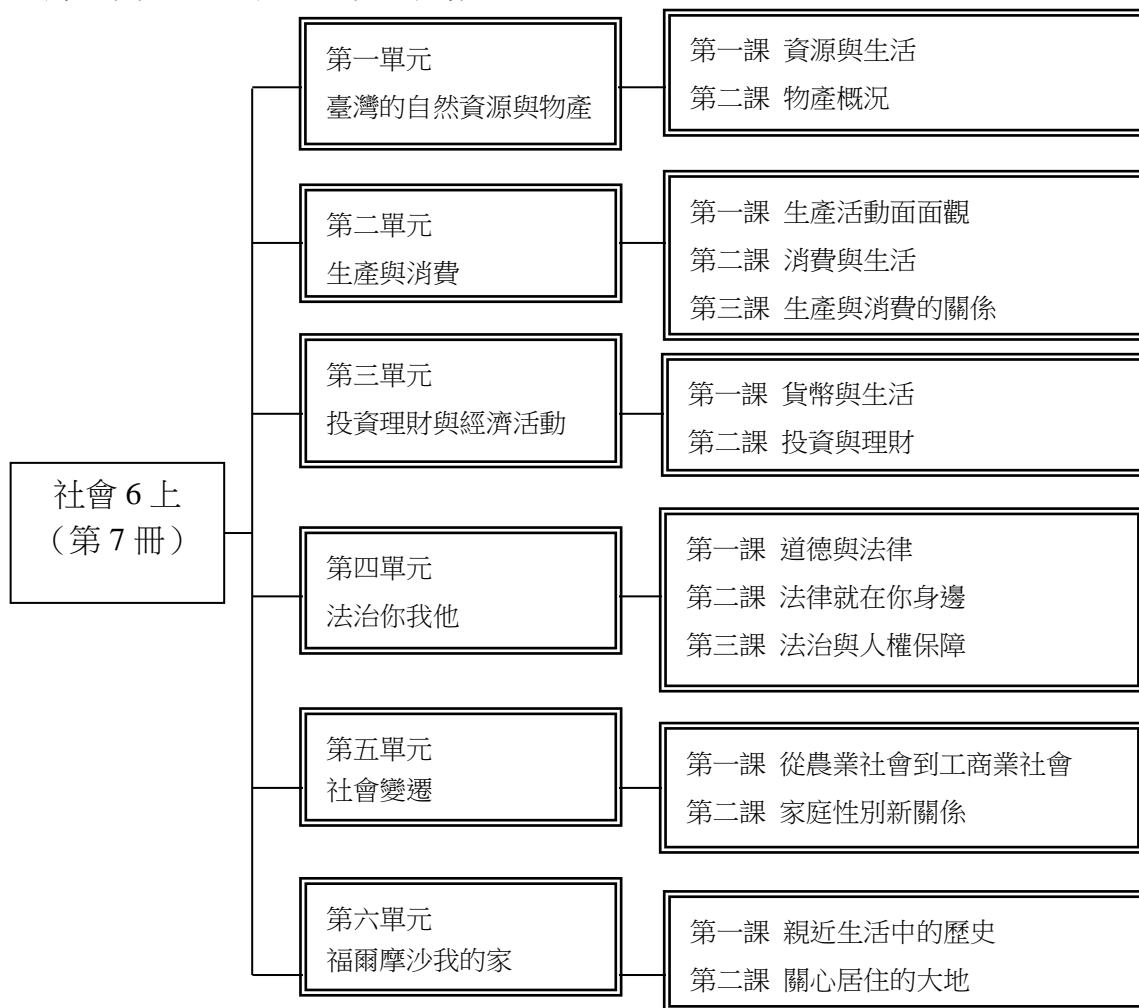 社會 6 上
（第 7 冊）
第一單元
臺灣的自然資源與物產
第一課 資源與生活
第二課 物產概況
第二單元
生產與消費
第一課 生產活動面面觀
第二課 消費與生活
第三課 生產與消費的關係
第三單元
投資理財與經濟活動
第一課 貨幣與生活
第二課 投資與理財
第四單元
法治你我他
第一課 道德與法律
第二課 法律就在你身邊
第三課 法治與人權保障
第五單元
社會變遷
第一課 從農業社會到工商業社會
第二課 家庭性別新關係
第六單元
福爾摩沙我的家
第一課 親近生活中的歷史
第二課 關心居住的大地